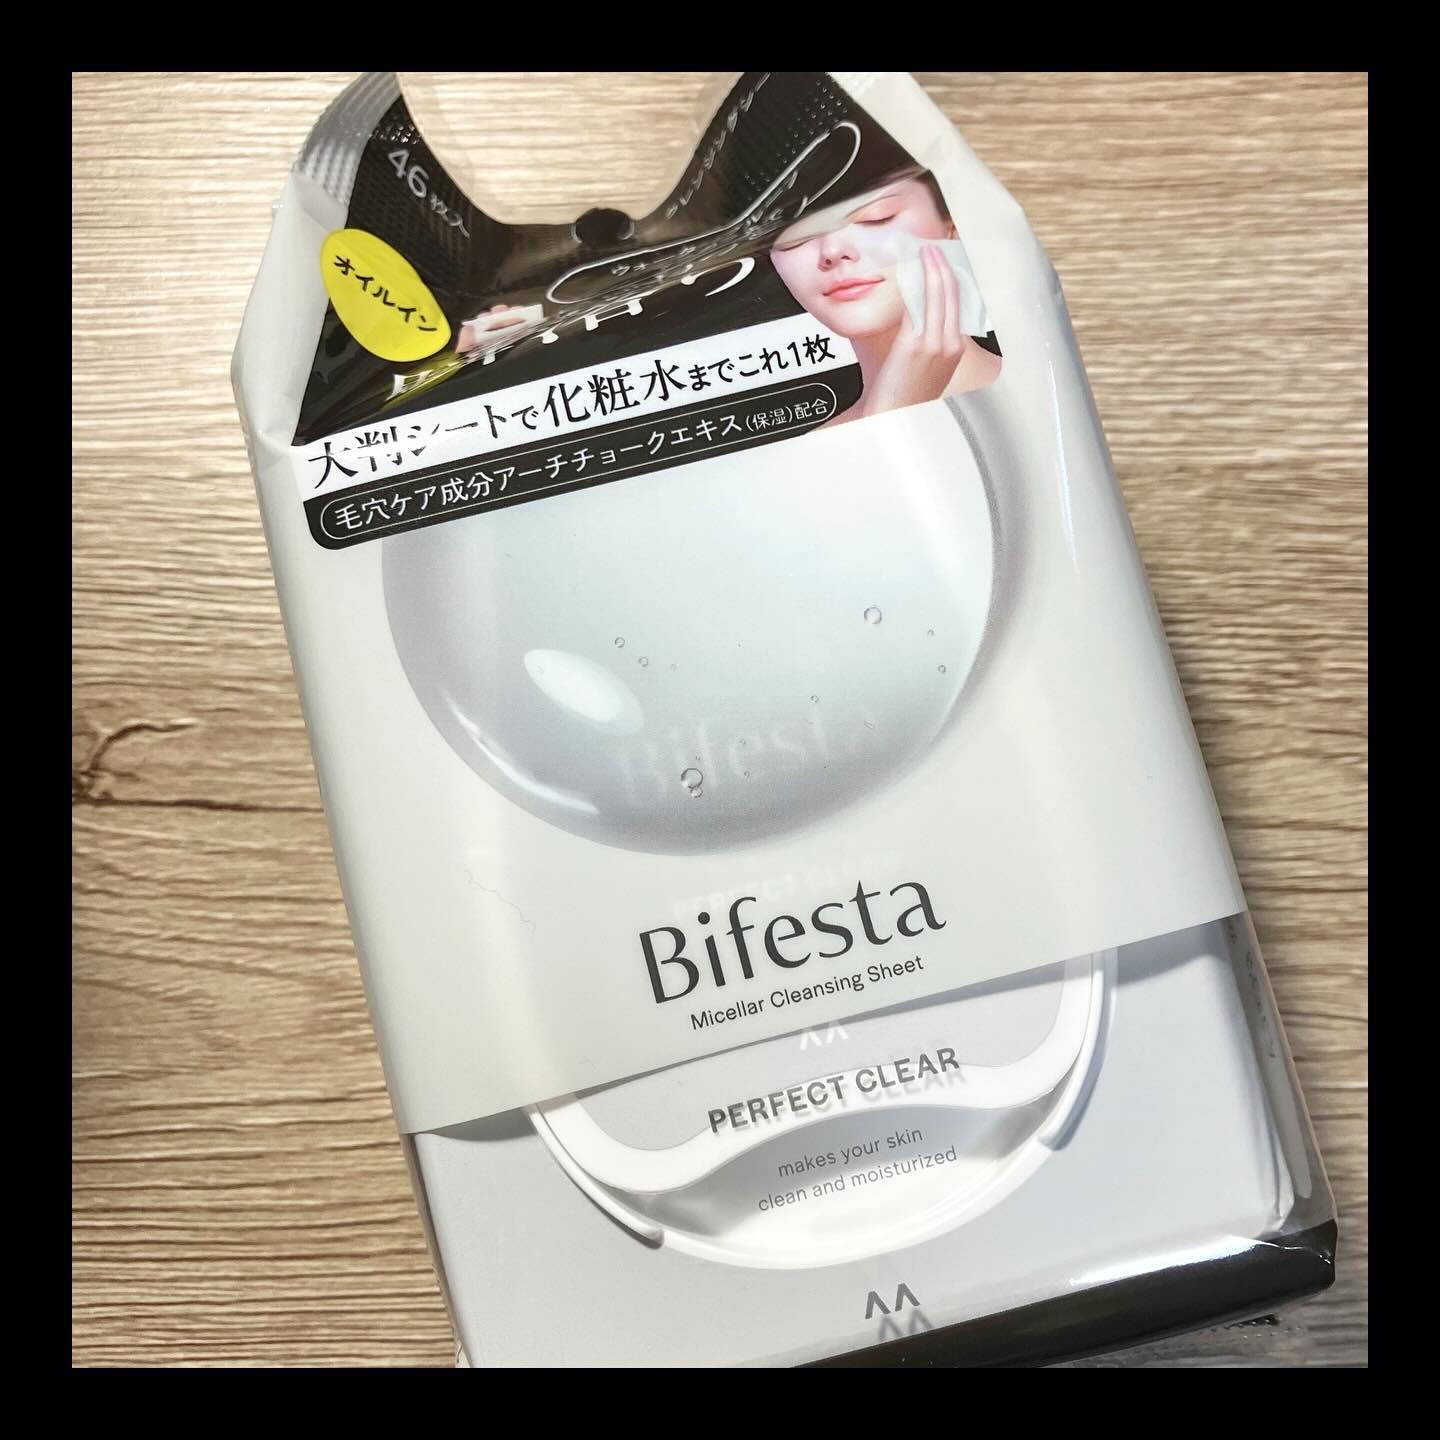 46枚入
オイルイン
大判シートで化粧水までこれ1枚
毛穴ケア成分アーチチョークエキス(保湿)配合
Bifesta
Bifesta
Micellar Cleansing Sheet
PERFECT CLEAR
makes your skin
clean and moisturized